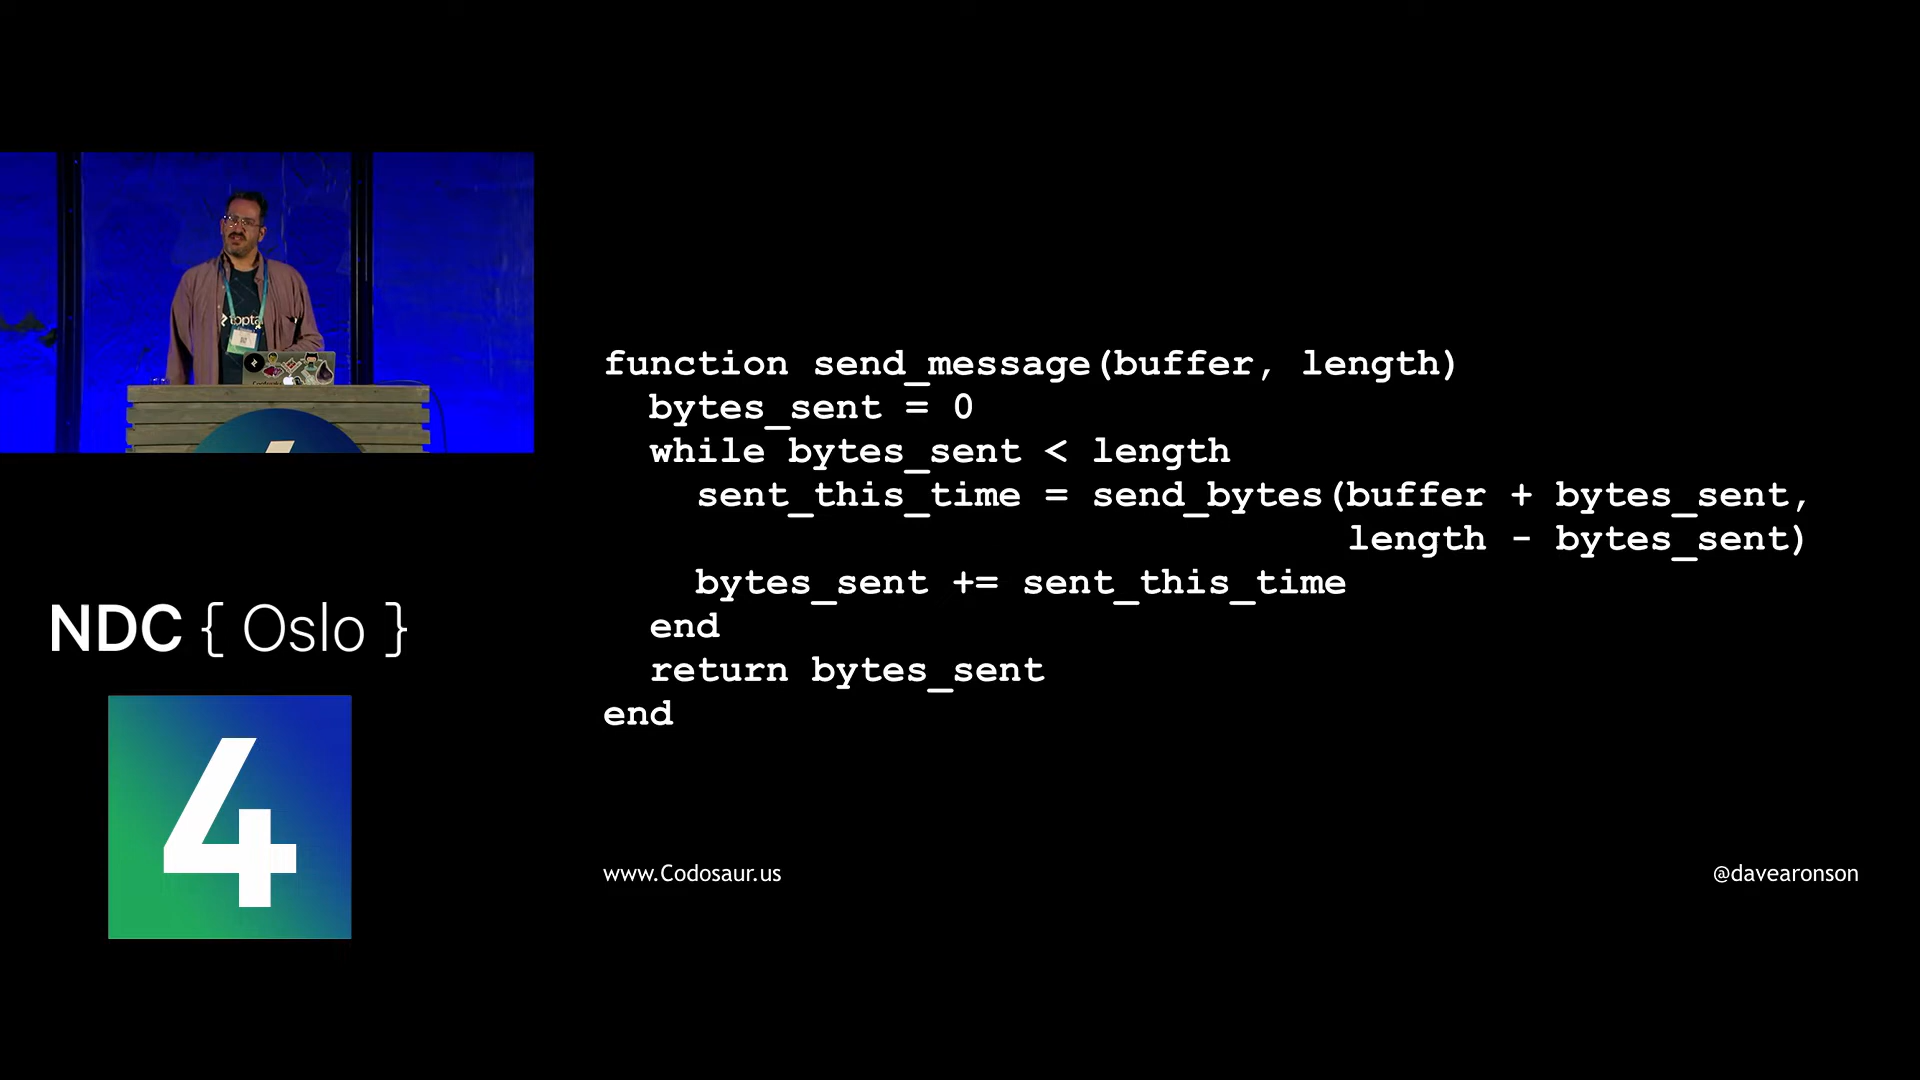 function send_message(buffer, length)
bytes_sent = 0
while bytes_sent < length
sent_this_time = send_bytes(buffer + bytes_sent,
length - bytes_sent)
bytes_sent += sent_this_time
end
return bytes_sent
end
NDC { Oslo }
4
www.Codosaur.us
@davearonson